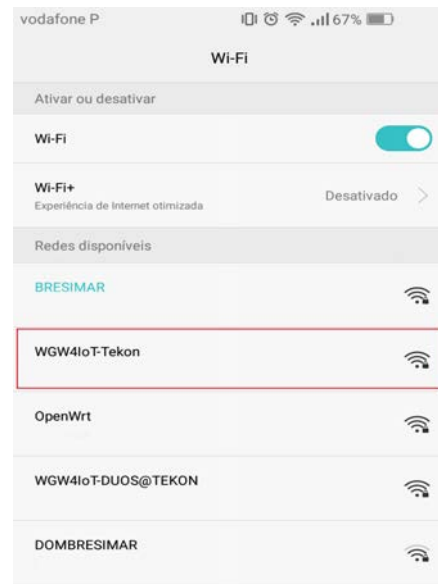 vodafone P 67%
Wi-Fi
Ativar ou desativar
Wi-Fi
Wi-Fi+
Experiência de Internet otimizada
Desativado
Redes disponíveis
BRESIMAR
WGW4IoT-Tekon
OpenWrt
WGW4IoT-DUOS@TEKON
DOMBRESIMAR